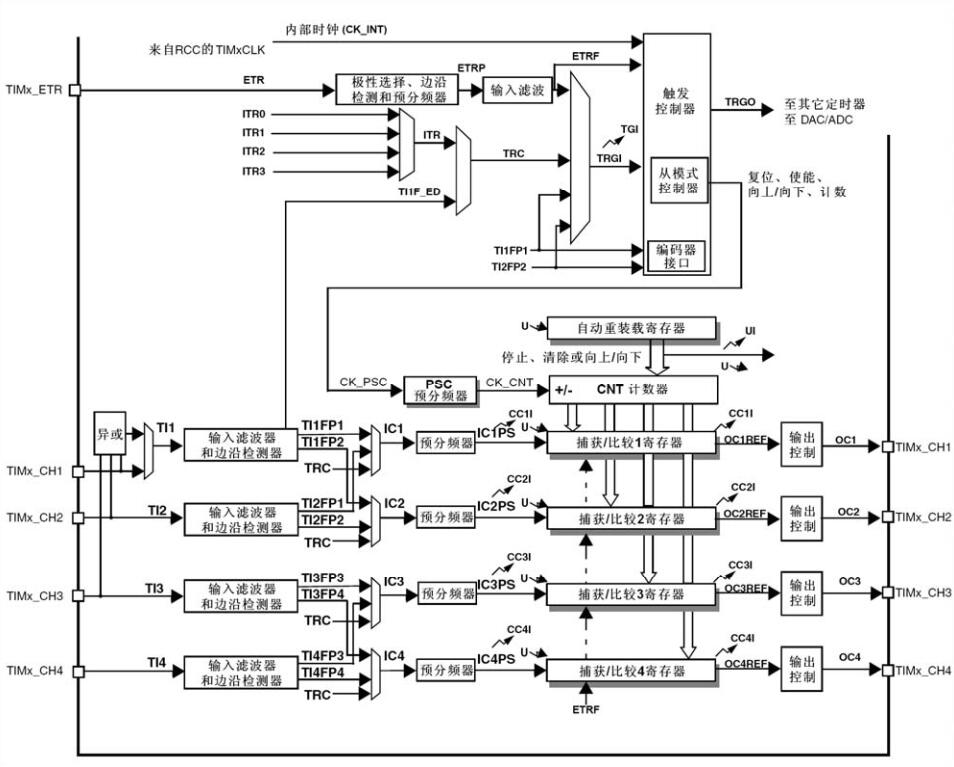 内部时钟 (CK_INT)
来自RCC的TIMxCLK
TIMx_ETR
ETR
极性选择、边沿
检测和预分频器
ETRP
输入滤波
ETRF
触发
控制器
TRGO
至其它定时器
至 DAC/ADC
ITR0
ITR1
ITR2
ITR3
ITR
TI1F_ED
TRC
TGI
TRGI
从模式
控制器
复位、使能、
向上/向下、计数
TI1FP1
TI2FP2
编码器
接口
U
自动重装载寄存器
UI
停止、清除或向上/向下
U
CK_PSC
PSC
预分频器
CK_CNT
+/-
CNT 计数器
异或
TI1
输入滤波器
和边沿检测器
TI1FP1
TI1FP2
TRC
IC1
预分频器
CC1I
IC1PS
U
捕获/比较1寄存器
CC1I
OC1REF
输出
控制
OC1
TIMx_CH1
TIMx_CH1
TIMx_CH2
TI2
输入滤波器
和边沿检测器
TI2FP1
TI2FP2
TRC
IC2
预分频器
CC2I
IC2PS
U
捕获/比较2寄存器
CC2I
OC2REF
输出
控制
OC2
TIMx_CH2
TIMx_CH3
TI3
输入滤波器
和边沿检测器
TI3FP3
TI3FP4
TRC
IC3
预分频器
CC3I
IC3PS
U
捕获/比较3寄存器
CC3I
OC3REF
输出
控制
OC3
TIMx_CH3
TIMx_CH4
TI4
输入滤波器
和边沿检测器
TI4FP3
TI4FP4
TRC
IC4
预分频器
CC4I
IC4PS
U
捕获/比较4寄存器
CC4I
OC4REF
输出
控制
OC4
TIMx_CH4
ETRF